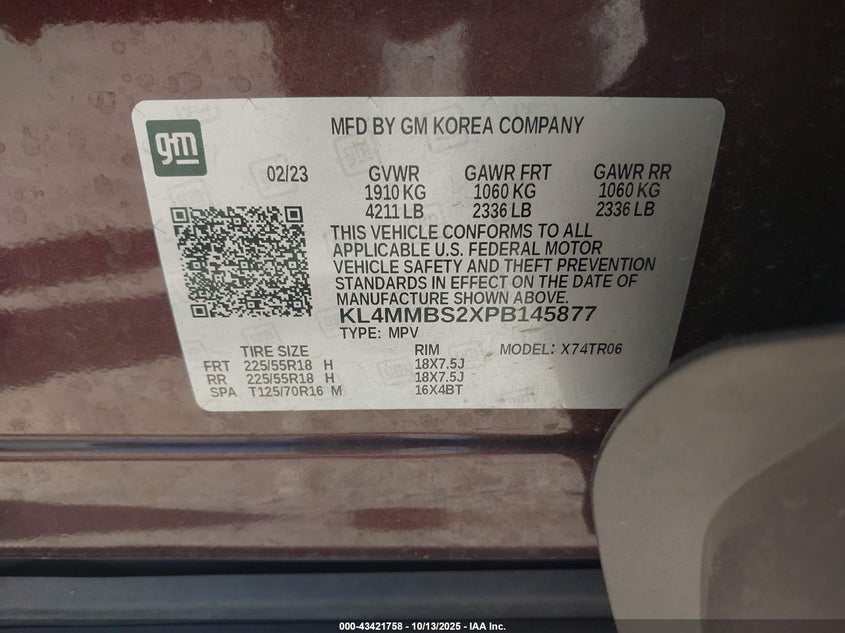 gm
MFD BY GM KOREA COMPANY
02/23 GVWR GAWR FRT GAWR RR
1910 KG 1060 KG 1060 KG
4211 LB 2336 LB 2336 LB
THIS VEHICLE CONFORMS TO ALL
APPLICABLE U.S. FEDERAL MOTOR
VEHICLE SAFETY AND THEFT PREVENTION
STANDARDS IN EFFECT ON THE DATE OF
MANUFACTURE SHOWN ABOVE.
KL4MMBS2XPB145877
TYPE: MPV
TIRE SIZE RIM MODEL: X74TR06
FRT 225/55R18 H 18X7.5J
RR 225/55R18 H 18X7.5J
SPA T125/70R16 M 16X4BT
000-43421758 - 10/13/2025 - IAA Inc.